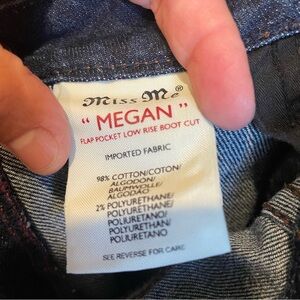 Miss Me
" MEGAN "
FLAP POCKET LOW RISE BOOT CUT
IMPORTED FABRIC
98% COTTON/COTON/
ALGODON/
BAUMWOLLE/
ALGODAO
2% POLYURETHANE/
POLYURETHANE/
POLIURETANO/
POLYURETHAN/
POLIURETANO
SEE REVERSE FOR CARE